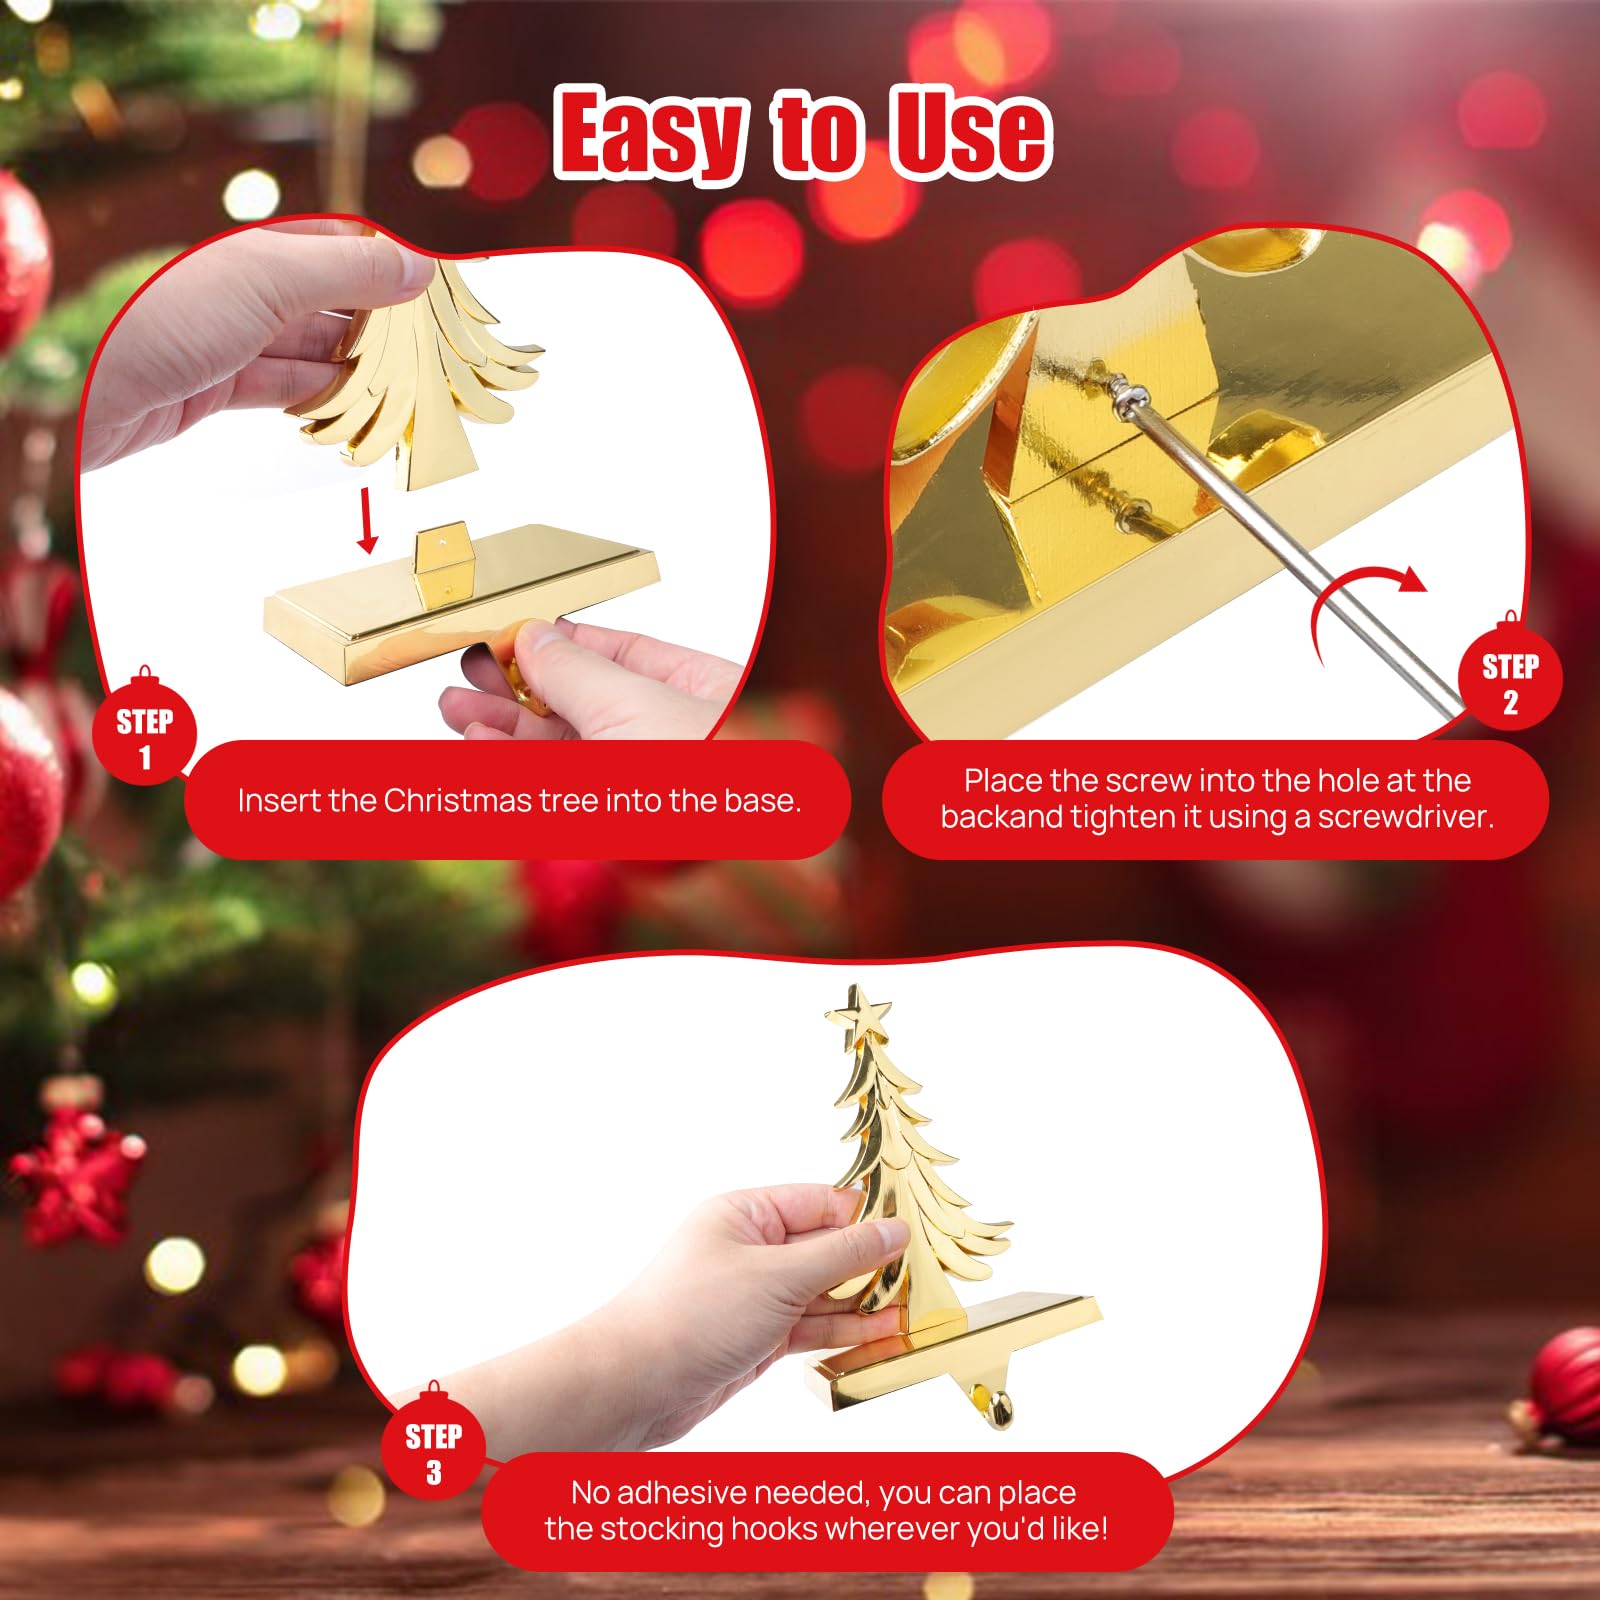 Easy to Use
STEP
1
Insert the Christmas tree into the base.
STEP
2
Place the screw into the hole at the
backand tighten it using a screwdriver.
STEP
3
No adhesive needed, you can place
the stocking hooks wherever you'd like!